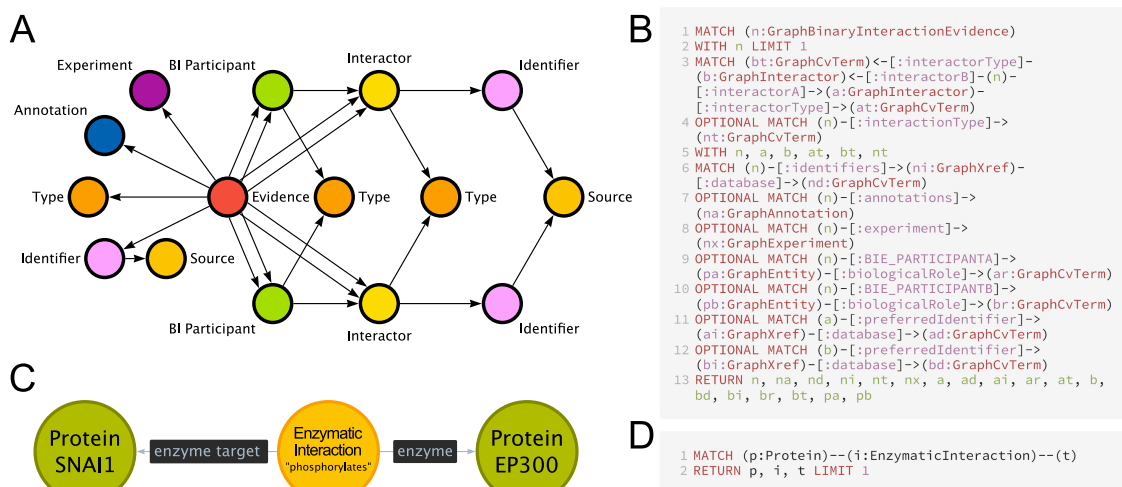 A
BI Participant
Interactor
Identifier
Experiment
Annotation
Type
Evidence
Type
Type
Source
Identifier
Source
BI Participant
Interactor
Identifier
B
1 MATCH (n:GraphBinaryInteractionEvidence)
2 WITH n LIMIT 1
3 MATCH (bt:GraphCvTerm)<-[:interactorType]-
(b:GraphInteractor)<-[:interactorB]-(n)-
[:interactorA]->(a:GraphInteractor)-
[:interactorType]->(at:GraphCvTerm)
4 OPTIONAL MATCH (n)-[:interactionType]->
(nt:GraphCvTerm)
5 WITH n, a, b, at, bt, nt
6 MATCH (n)-[:identifiers]->(ni:GraphXref)-
[:database]->(nd:GraphCvTerm)
7 OPTIONAL MATCH (n)-[:annotations]->
(na:GraphAnnotation)
8 OPTIONAL MATCH (n)-[:experiment]->
(nx:GraphExperiment)
9 OPTIONAL MATCH (n)-[:BIE_PARTICIPANTA]->
(pa:GraphEntity)-[:biologicalRole]->(ar:GraphCvTerm)
10 OPTIONAL MATCH (n)-[:BIE_PARTICIPANTB]->
(pb:GraphEntity)-[:biologicalRole]->(br:GraphCvTerm)
11 OPTIONAL MATCH (a)-[:preferredIdentifier]->
(ai:GraphXref)-[:database]->(ad:GraphCvTerm)
12 OPTIONAL MATCH (b)-[:preferredIdentifier]->
(bi:GraphXref)-[:database]->(bd:GraphCvTerm)
13 RETURN n, na, nd, ni, nt, nx, a, ad, ai, ar, at, b,
bd, bi, br, bt, pa, pb
C
Protein
SNAI1
enzyme target
Enzymatic
Interaction
"phosphorylates"
enzyme
Protein
EP300
D
1 MATCH (p:Protein)--(i:EnzymaticInteraction)--(t)
2 RETURN p, i, t LIMIT 1